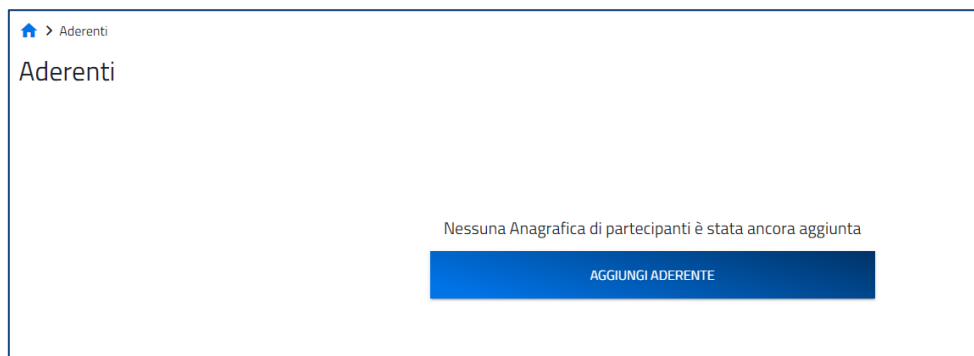 > Aderenti
Aderenti
Nessuna Anagrafica di partecipanti è stata ancora aggiunta
AGGIUNGI ADERENTE